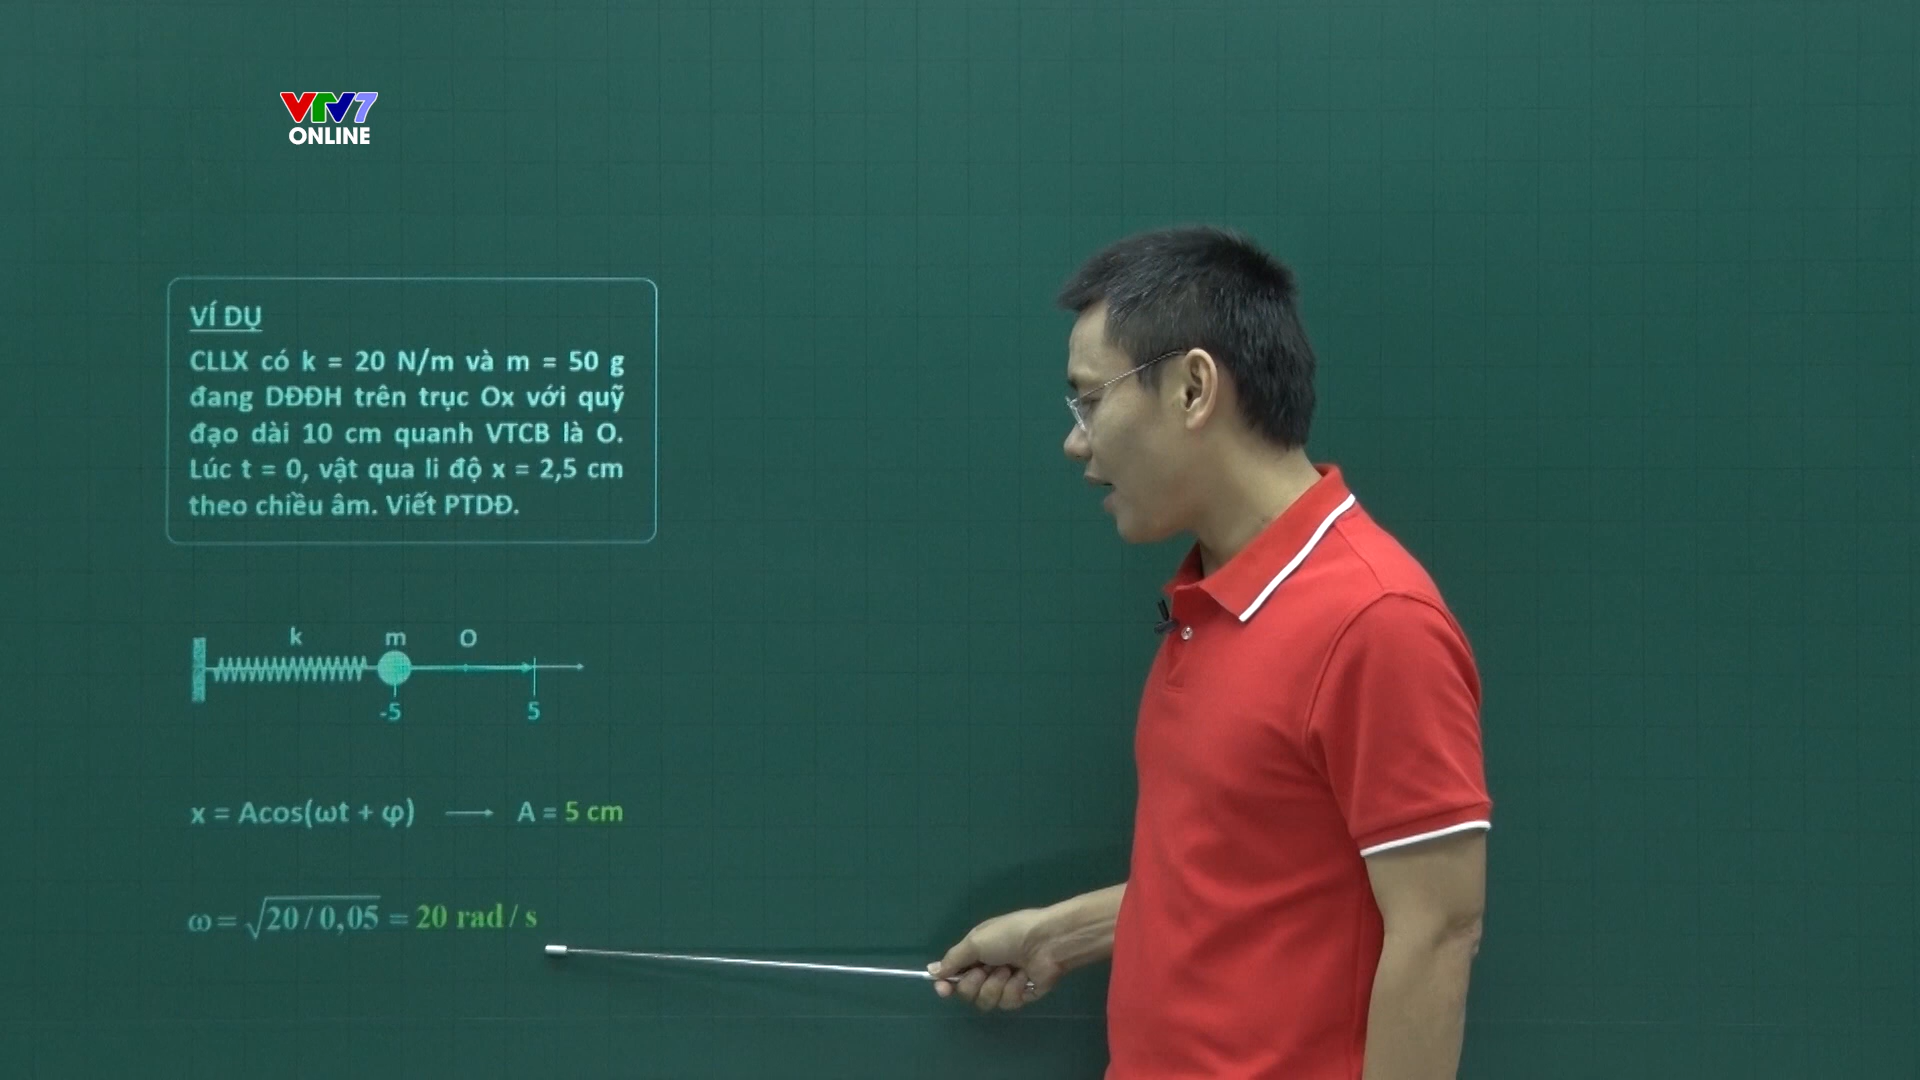 VTV7
ONLINE
VÍ DỤ
CLLX có k = 20 N/m và m = 50 g
đang DĐĐH trên trục Ox với quỹ
đạo dài 10 cm quanh VTCB là O.
Lúc t = 0, vật qua li độ x = 2,5 cm
theo chiều âm. Viết PTDĐ.
k m O
-5 5
x = Acos(ωt + φ) → A = 5 cm
ω = √20 / 0,05 = 20 rad / s